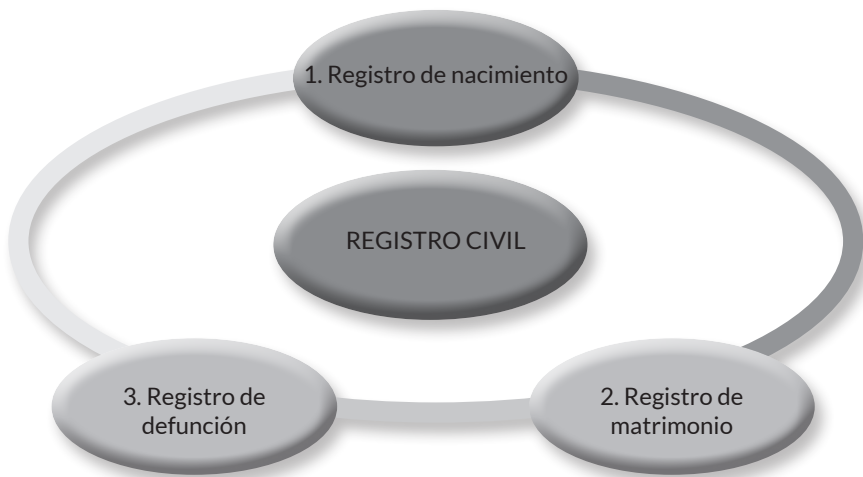 1. Registro de nacimiento
REGISTRO CIVIL
3. Registro de
defunción
2. Registro de
matrimonio